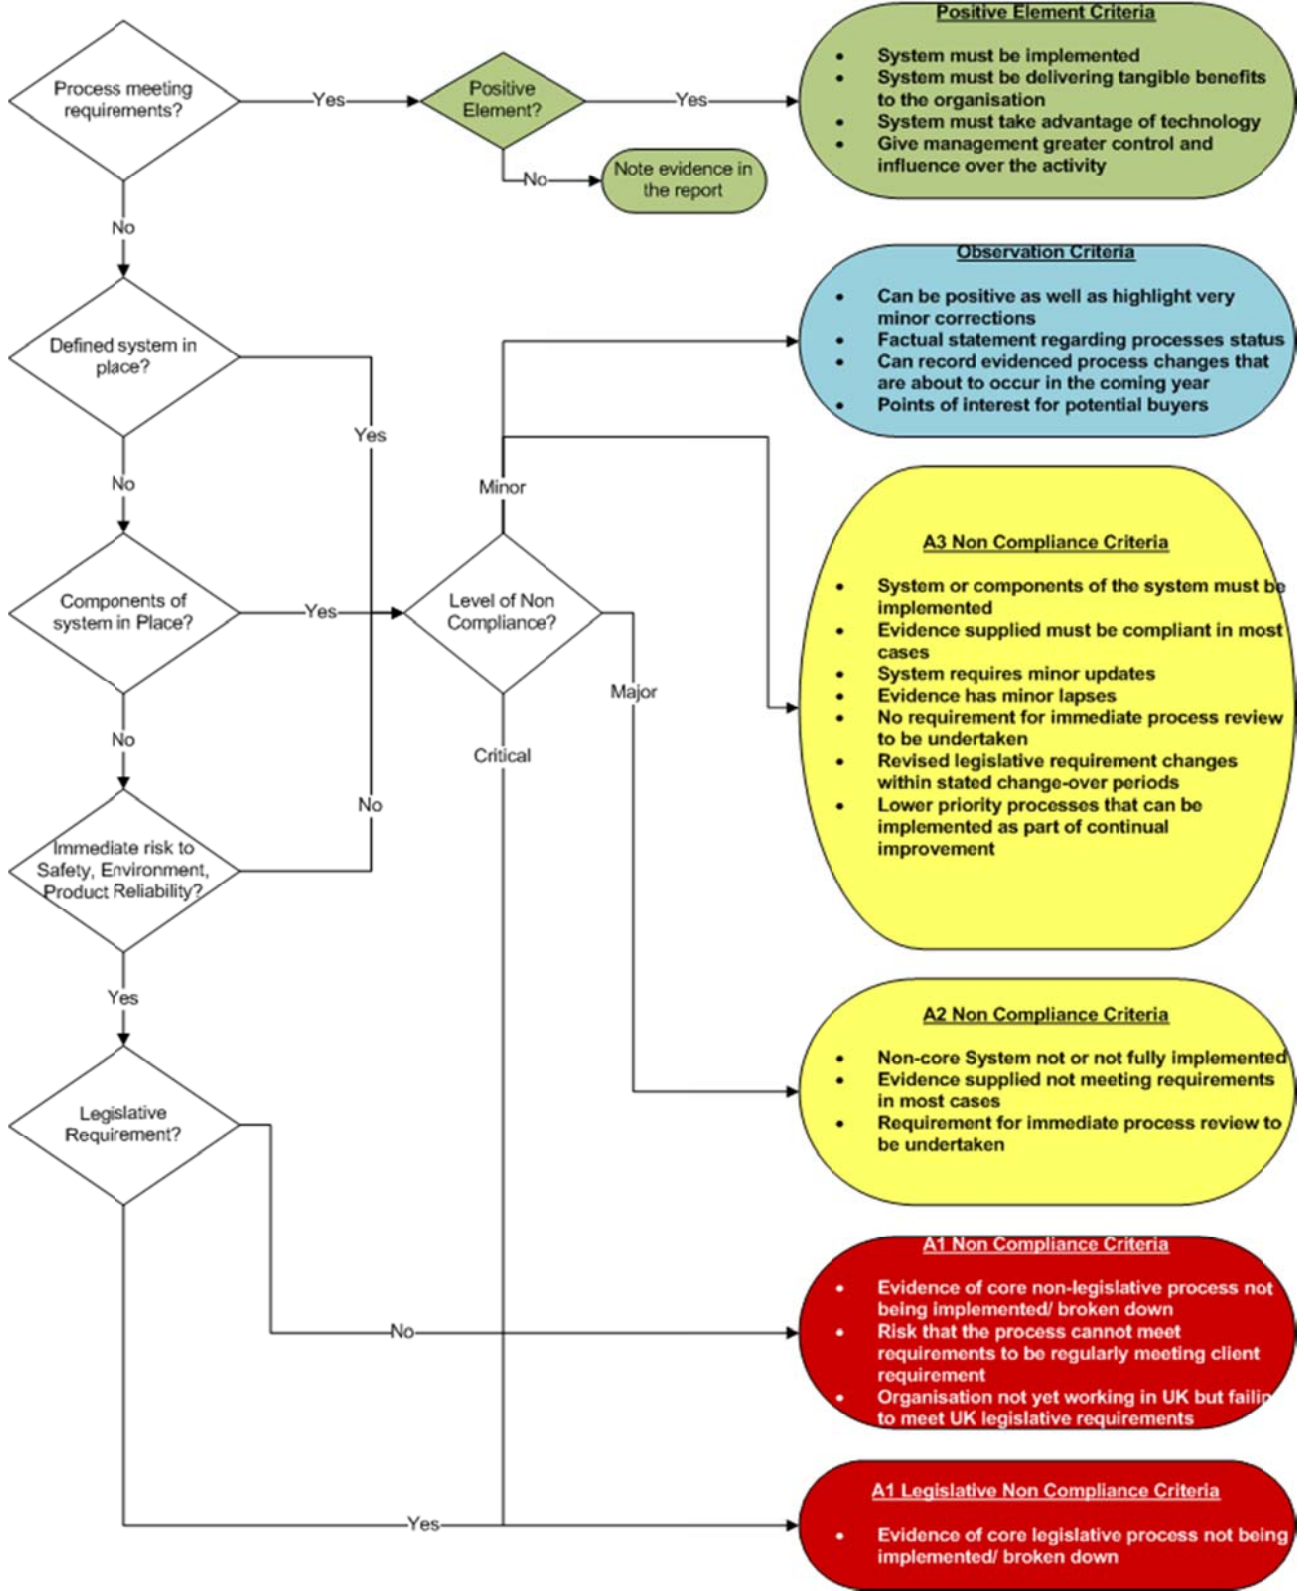 Process meeting
requirements?
Yes
Positive
Element?
Yes
No
Note evidence in
the report
Positive Element Criteria
• System must be implemented
• System must be delivering tangible benefits
to the organisation
• System must take advantage of technology
• Give management greater control and
influence over the activity
No
Defined system in
place?
Yes
No
Observation Criteria
• Can be positive as well as highlight very
minor corrections
• Factual statement regarding processes status
• Can record evidenced process changes that
are about to occur in the coming year
• Points of interest for potential buyers
Components of
system in Place?
Yes
Level of Non
Compliance?
Minor
Major
Critical
No
A3 Non Compliance Criteria
• System or components of the system must be
implemented
• Evidence supplied must be compliant in most
cases
• System requires minor updates
• Evidence has minor lapses
• No requirement for immediate process review
to be undertaken
• Revised legislative requirement changes
within stated change-over periods
• Lower priority processes that can be
implemented as part of continual
improvement
Immediate risk to
Safety, Environment,
Product Reliability?
No
Yes
A2 Non Compliance Criteria
• Non-core System not or not fully implemented
• Evidence supplied not meeting requirements
in most cases
• Requirement for immediate process review to
be undertaken
Legislative
Requirement?
No
Yes
A1 Non Compliance Criteria
• Evidence of core non-legislative process not
being implemented/ broken down
• Risk that the process cannot meet
requirements to be regularly meeting client
requirement
• Organisation not yet working in UK but failin
to meet UK legislative requirements
A1 Legislative Non Compliance Criteria
• Evidence of core legislative process not being
implemented/ broken down